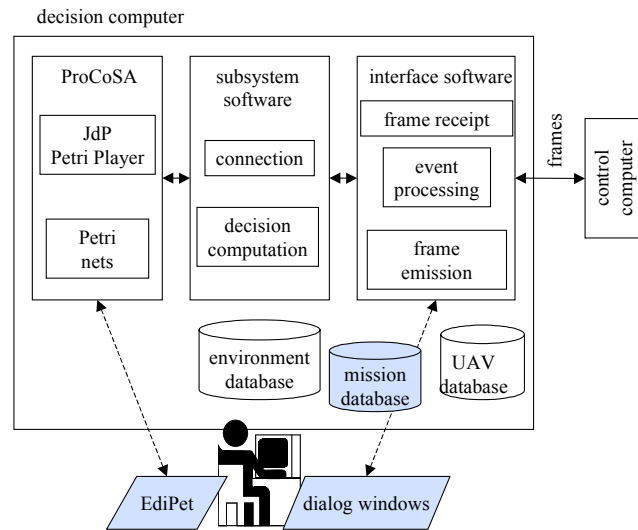 decision computer
ProCoSA
JdP
Petri Player
Petri
nets
subsystem
software
connection
decision
computation
interface software
frame receipt
event
processing
frame
emission
frames
control
computer
environment
database
mission
database
UAV
database
EdiPet
dialog windows